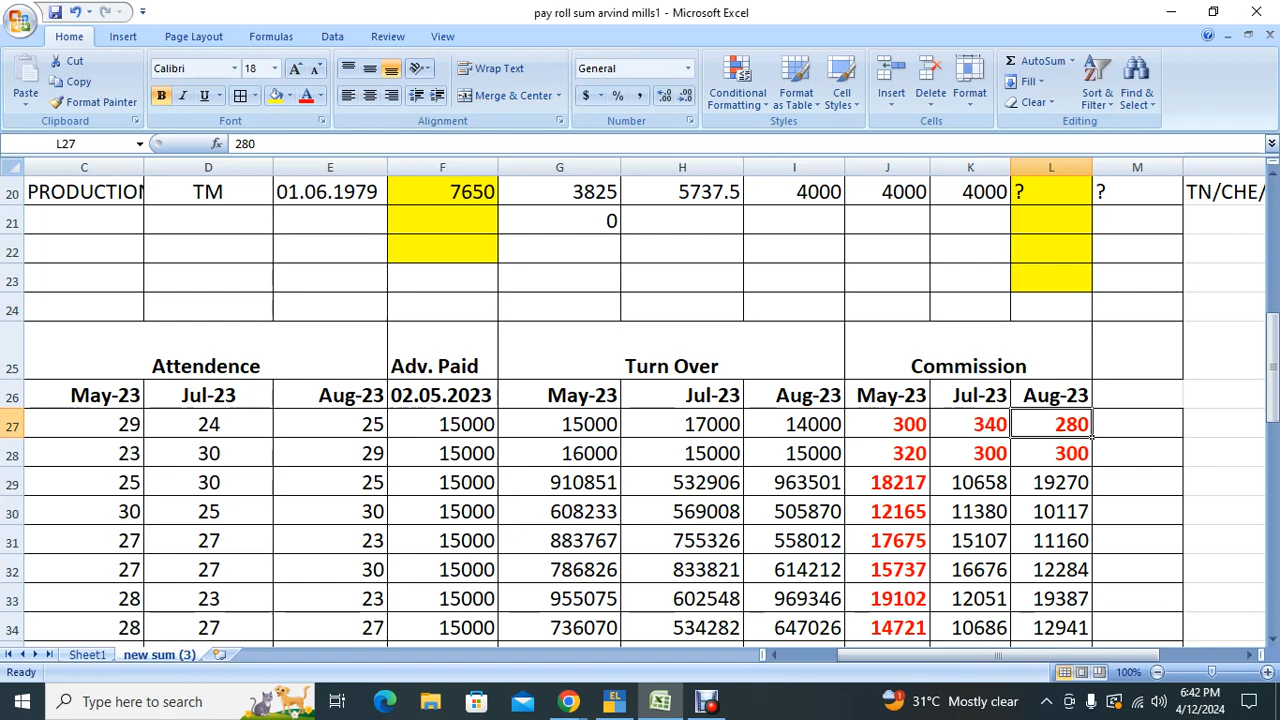 pay roll sum arvind mills1 - Microsoft Excel
Home Insert Page Layout Formulas Data Review View
Paste Cut Calibri 18 Wrap Text General Conditional Formatting Format as Table Cell Styles Insert Delete Format AutoSum Sort & Filter Find & Select
Copy Fill
Format Painter B I U A Merge & Center $ % , Clear
Clipboard Font Alignment Number Styles Cells Editing
L27 fx 280
C D E F G H I J K L M
20 PRODUCTION TM 01.06.1979 7650 3825 5737.5 4000 4000 4000 ? ? TN/CHE/
21 0
22
23
24
25 Attendence Adv. Paid Turn Over Commission
26 May-23 Jul-23 Aug-23 02.05.2023 May-23 Jul-23 Aug-23 May-23 Jul-23 Aug-23
27 29 24 25 15000 15000 17000 14000 300 340 280
28 23 30 29 15000 16000 15000 15000 320 300 300
29 25 30 25 15000 910851 532906 963501 18217 10658 19270
30 30 25 30 15000 608233 569008 505870 12165 11380 10117
31 27 27 23 15000 883767 755326 558012 17675 15107 11160
32 27 27 30 15000 786826 833821 614212 15737 16676 12284
33 28 23 23 15000 955075 602548 969346 19102 12051 19387
34 28 27 27 15000 736070 534282 647026 14721 10686 12941
Sheet1 new sum (3)
Ready 100%
Type here to search EL 1 31°C Mostly clear 6:42 PM
4/12/2024